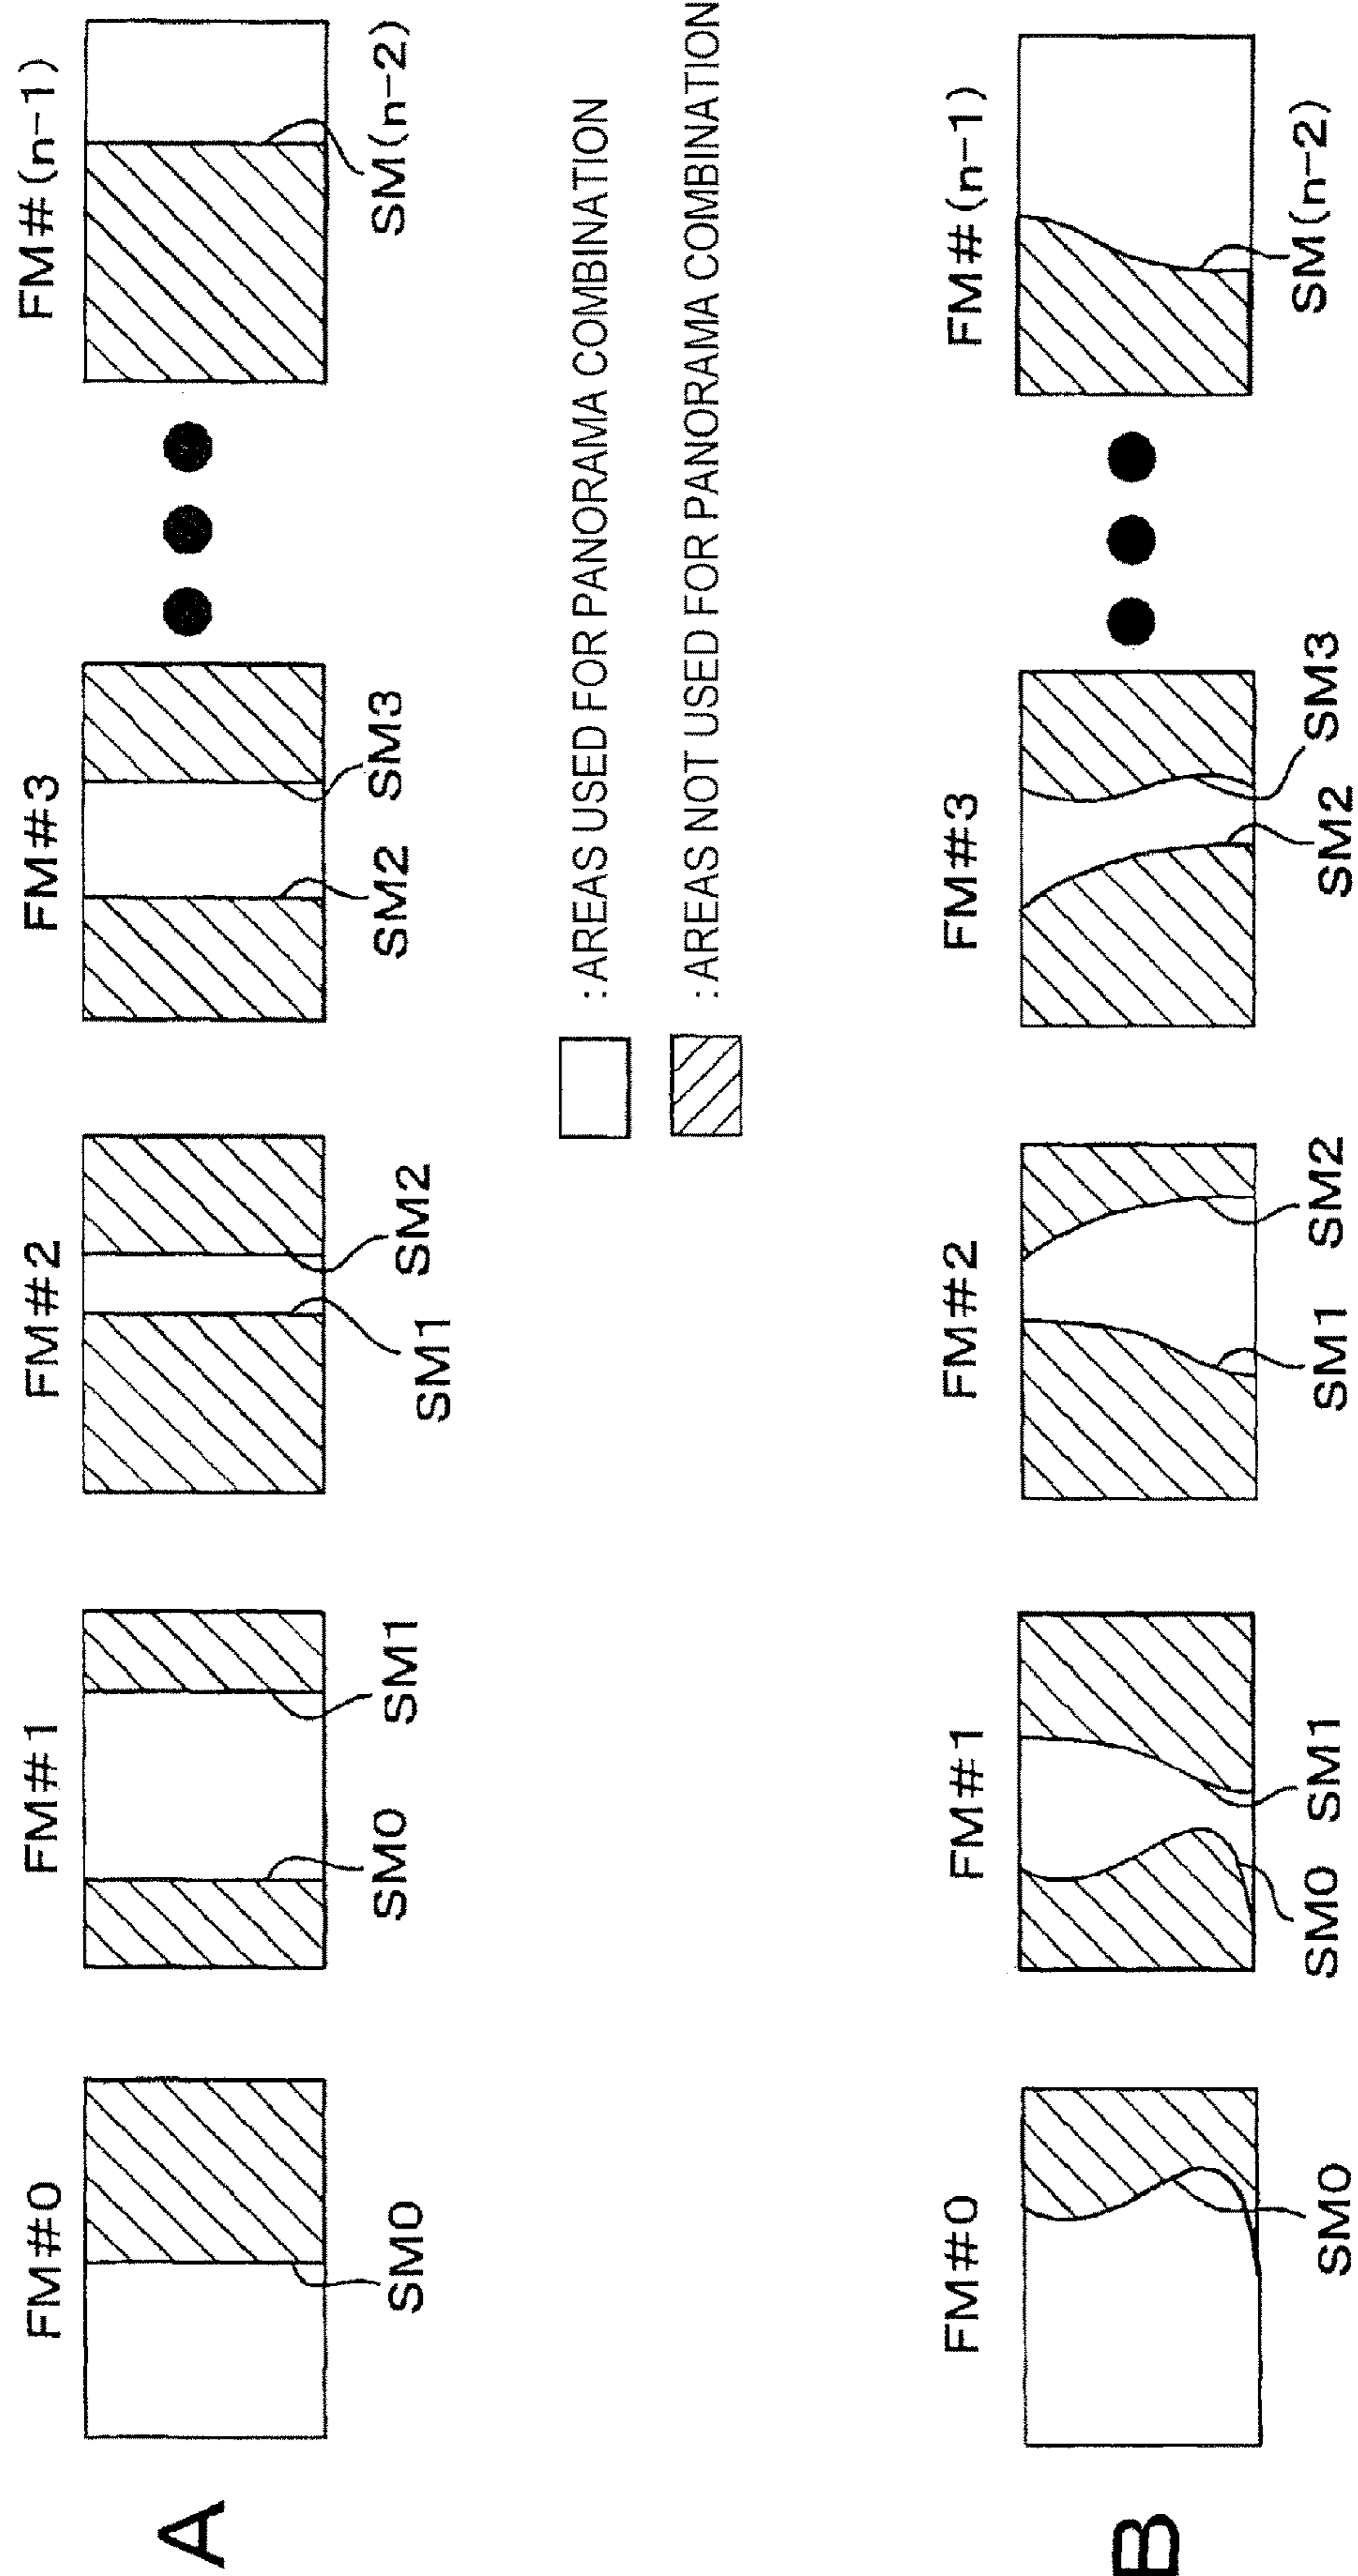 A
FM#0
FM#1
FM#2
FM#3
FM#(n-1)
SM0
SM0
SM1
SM1
SM2
SM2
SM3
SM(n-2)
:AREAS USED FOR PANORAMA COMBINATION
:AREAS NOT USED FOR PANORAMA COMBINATION
B
FM#0
FM#1
FM#2
FM#3
FM#(n-1)
SM0
SM0
SM1
SM1
SM2
SM2
SM3
SM(n-2)